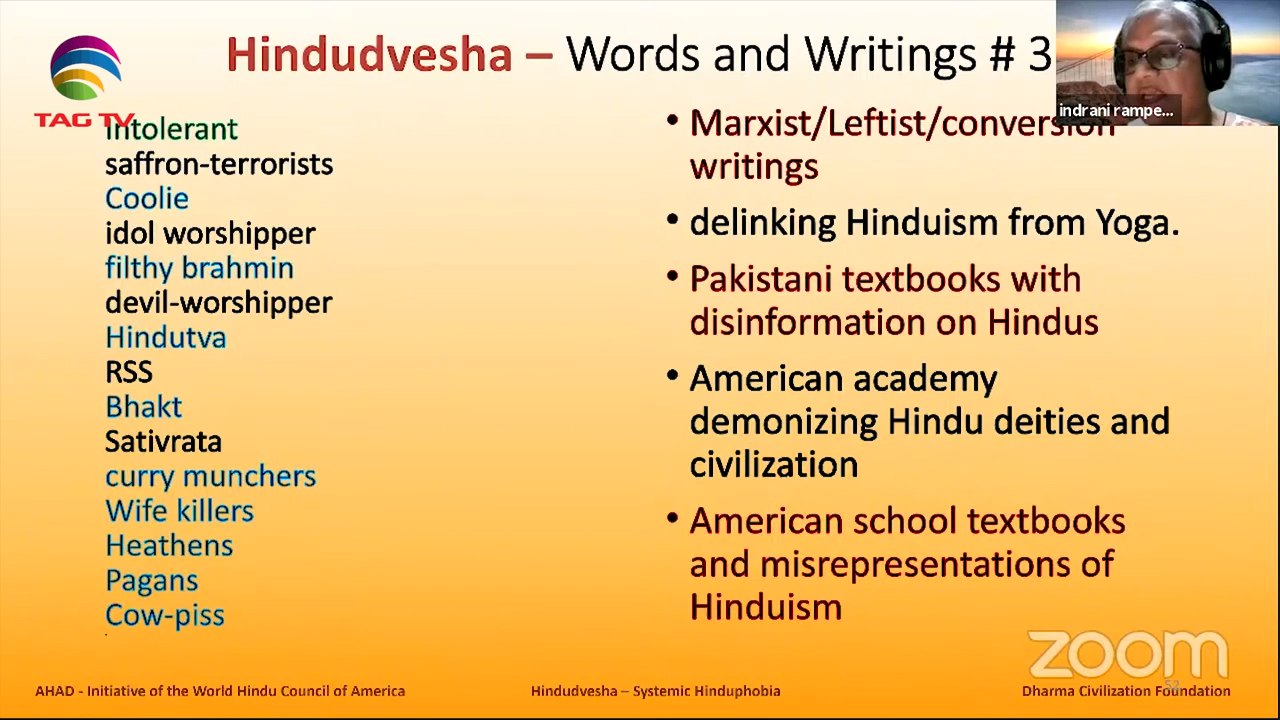 Hindudvesha – Words and Writings # 3
TAG TV
indrani rampe...
Intolerant
saffron-terrorists
Coolie
idol worshipper
filthy brahmin
devil-worshipper
Hindutva
RSS
Bhakt
Sativrata
curry munchers
Wife killers
Heathens
Pagans
Cow-piss
• Marxist/Leftist/conversion
writings
• delinking Hinduism from Yoga.
• Pakistani textbooks with
disinformation on Hindus
• American academy
demonizing Hindu deities and
civilization
• American school textbooks
and misrepresentations of
Hinduism
zoom
52
AHAD - Initiative of the World Hindu Council of America
Hindudvesha – Systemic Hinduphobia
Dharma Civilization Foundation